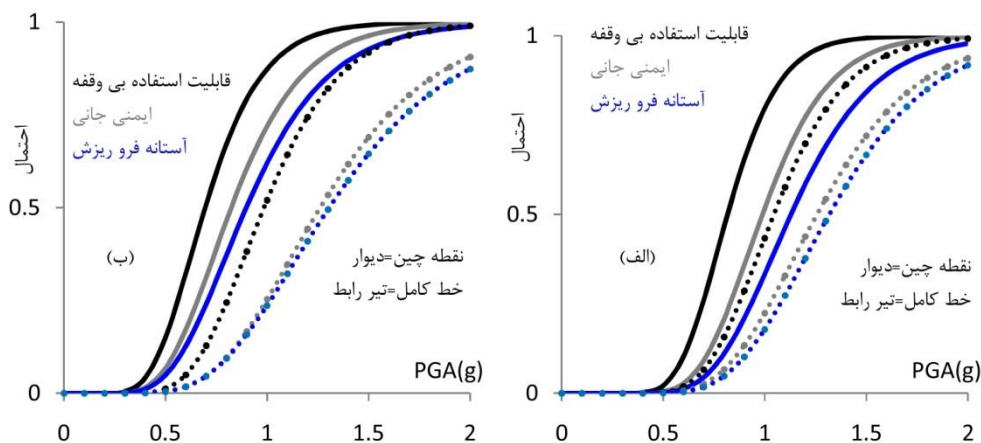 1
قابلیت استفاده بی وقفه
ایمنی جانی
آستانه فرو ریزش
احتمال
0.5
(ب)
نقطه چین=دیوار
خط کامل=تیر رابط
PGA(g)
0
0 0.5 1 1.5 2
1
قابلیت استفاده بی وقفه
ایمنی جانی
آستانه فرو ریزش
احتمال
0.5
(الف)
نقطه چین=دیوار
خط کامل=تیر رابط
PGA(g)
0
0 0.5 1 1.5 2